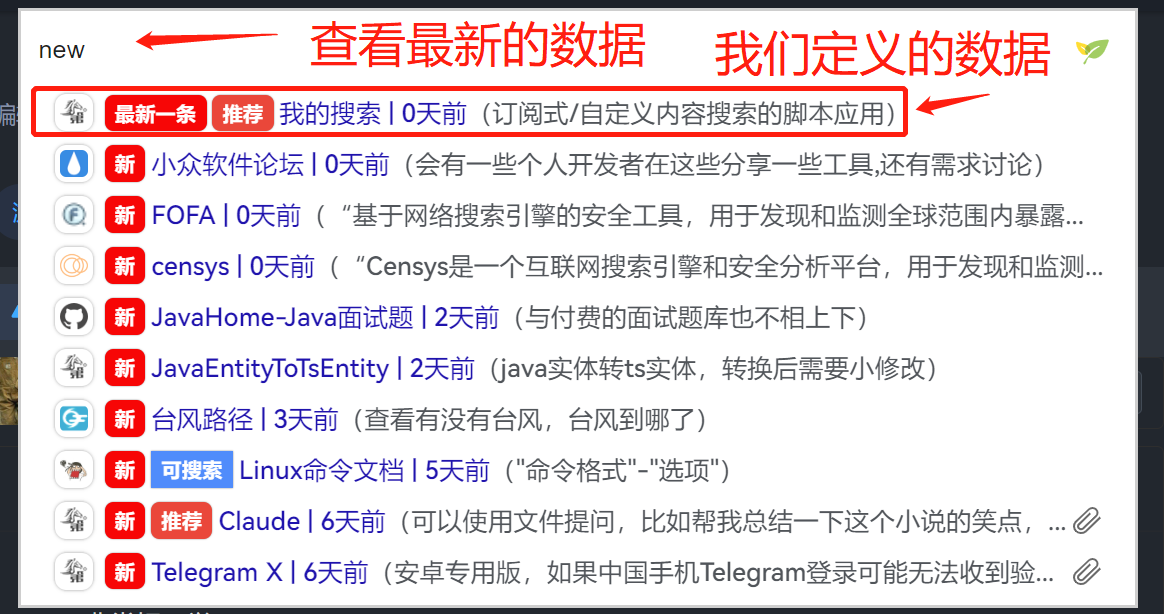 new
查看最新的数据
我们定义的数据
最新一条 推荐 我的搜索 | 0天前（订阅式/自定义内容搜索的脚本应用）
新 小众软件论坛 | 0天前（会有一些个人开发者在这些分享一些工具,还有需求讨论）
新 FOFA | 0天前（ “基于网络搜索引擎的安全工具，用于发现和监测全球范围内暴露...
新 censys | 0天前（ “Censys是一个互联网搜索引擎和安全分析平台，用于发现和监测...
新 JavaHome-Java面试题 | 2天前（与付费的面试题库也不相上下）
新 JavaEntityToTsEntity | 2天前（java实体转ts实体，转换后需要小修改）
新 台风路径 | 3天前（查看有没有台风，台风到哪了）
新 可搜索 Linux命令文档 | 5天前（"命令格式"-"选项"）
新 推荐 Claude | 6天前（可以使用文件提问，比如帮我总结一下这个小说的笑点，...
新 Telegram X | 6天前（安卓专用版，如果中国手机Telegram登录可能无法收到验...